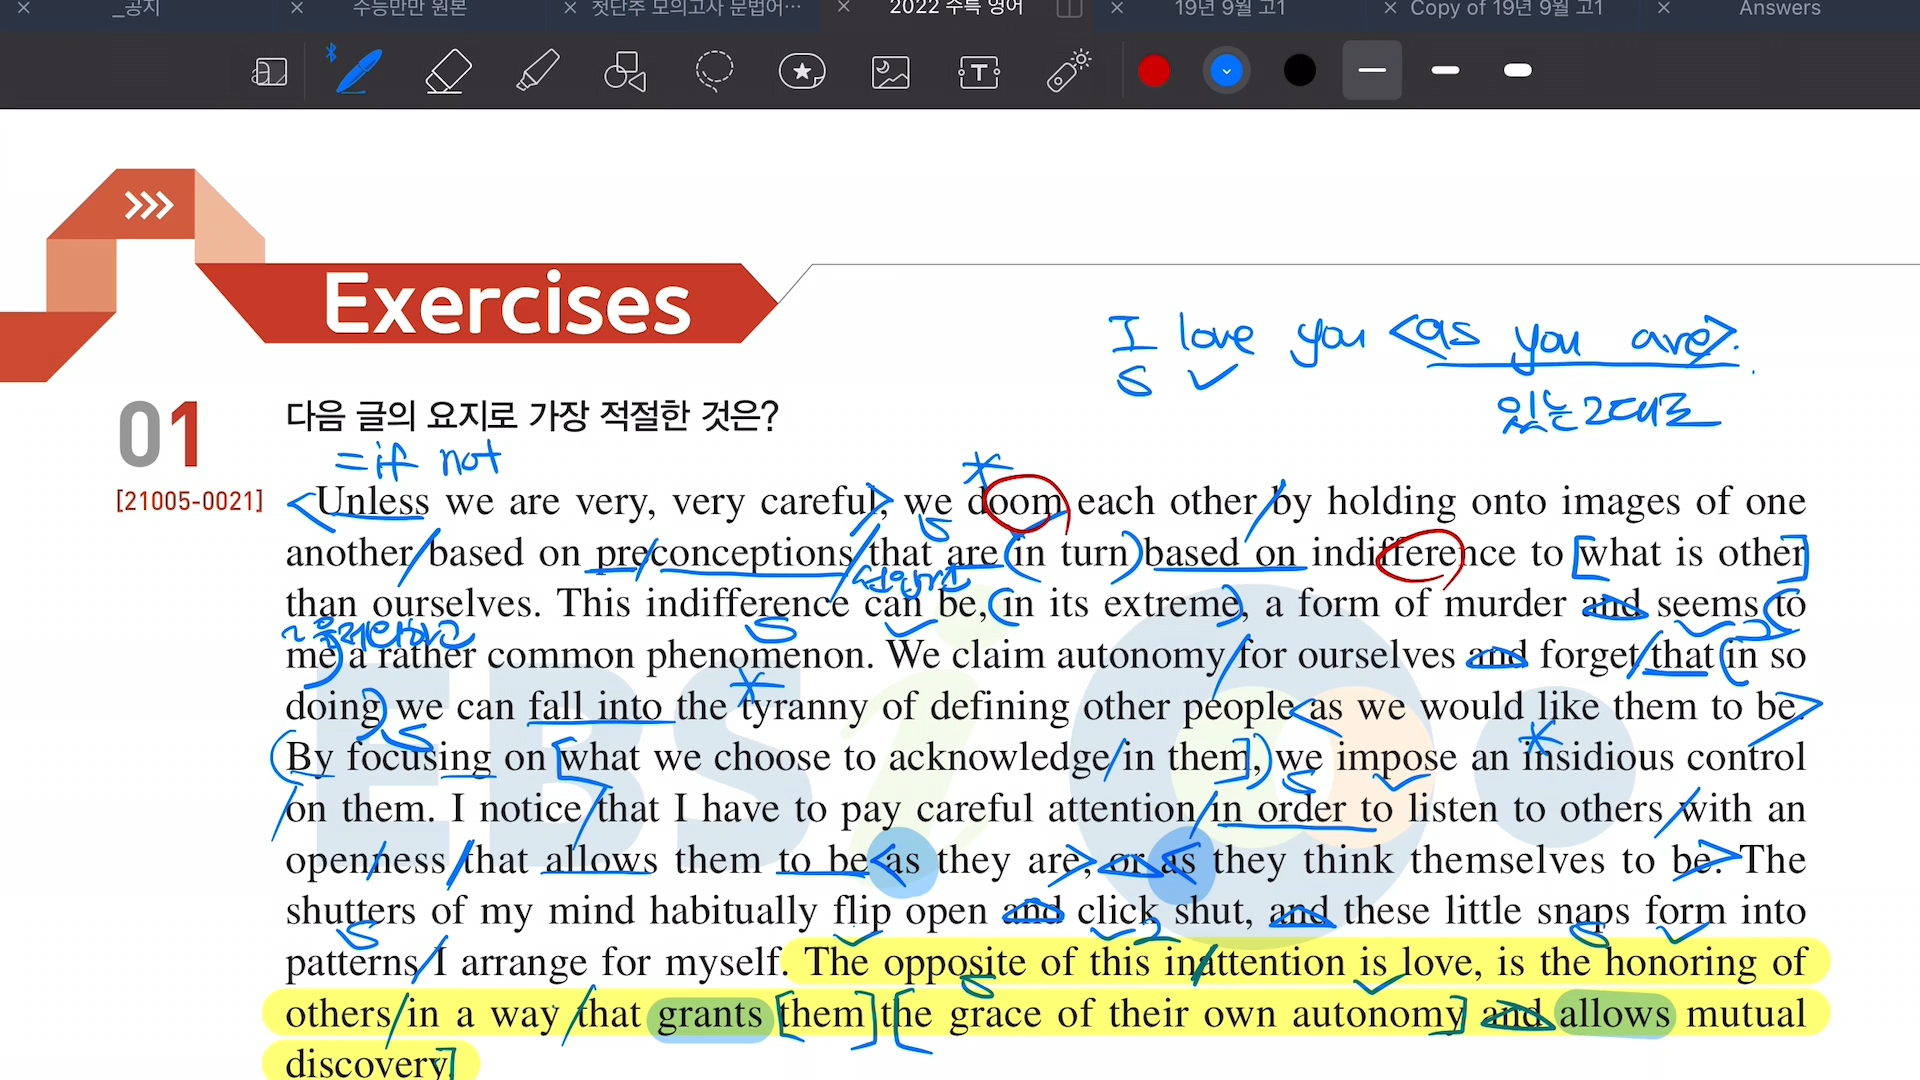 _공지
수능만만 원본
첫단추 모의고사 문법어…
2022 수특 영어
19년 9월 고1
Copy of 19년 9월 고1
Answers
Exercises
I love you <as you are>.
S
있는그대로
01
다음 글의 요지로 가장 적절한 것은?
=if not
[21005-0021]
Unless we are very, very careful, we doom each other by holding onto images of one
another based on preconceptions that are in turn based on indifference to what is other
선입견
than ourselves. This indifference can be, in its extreme, a form of murder and seems to
me a rather common phenomenon. We claim autonomy for ourselves and forget that in so
doing we can fall into the tyranny of defining other people as we would like them to be.
By focusing on what we choose to acknowledge in them, we impose an insidious control
on them. I notice that I have to pay careful attention in order to listen to others with an
openness that allows them to be as they are, or as they think themselves to be. The
shutters of my mind habitually flip open and click shut, and these little snaps form into
patterns I arrange for myself. The opposite of this inattention is love, is the honoring of
others in a way that grants them the grace of their own autonomy and allows mutual
discovery.
EBSi